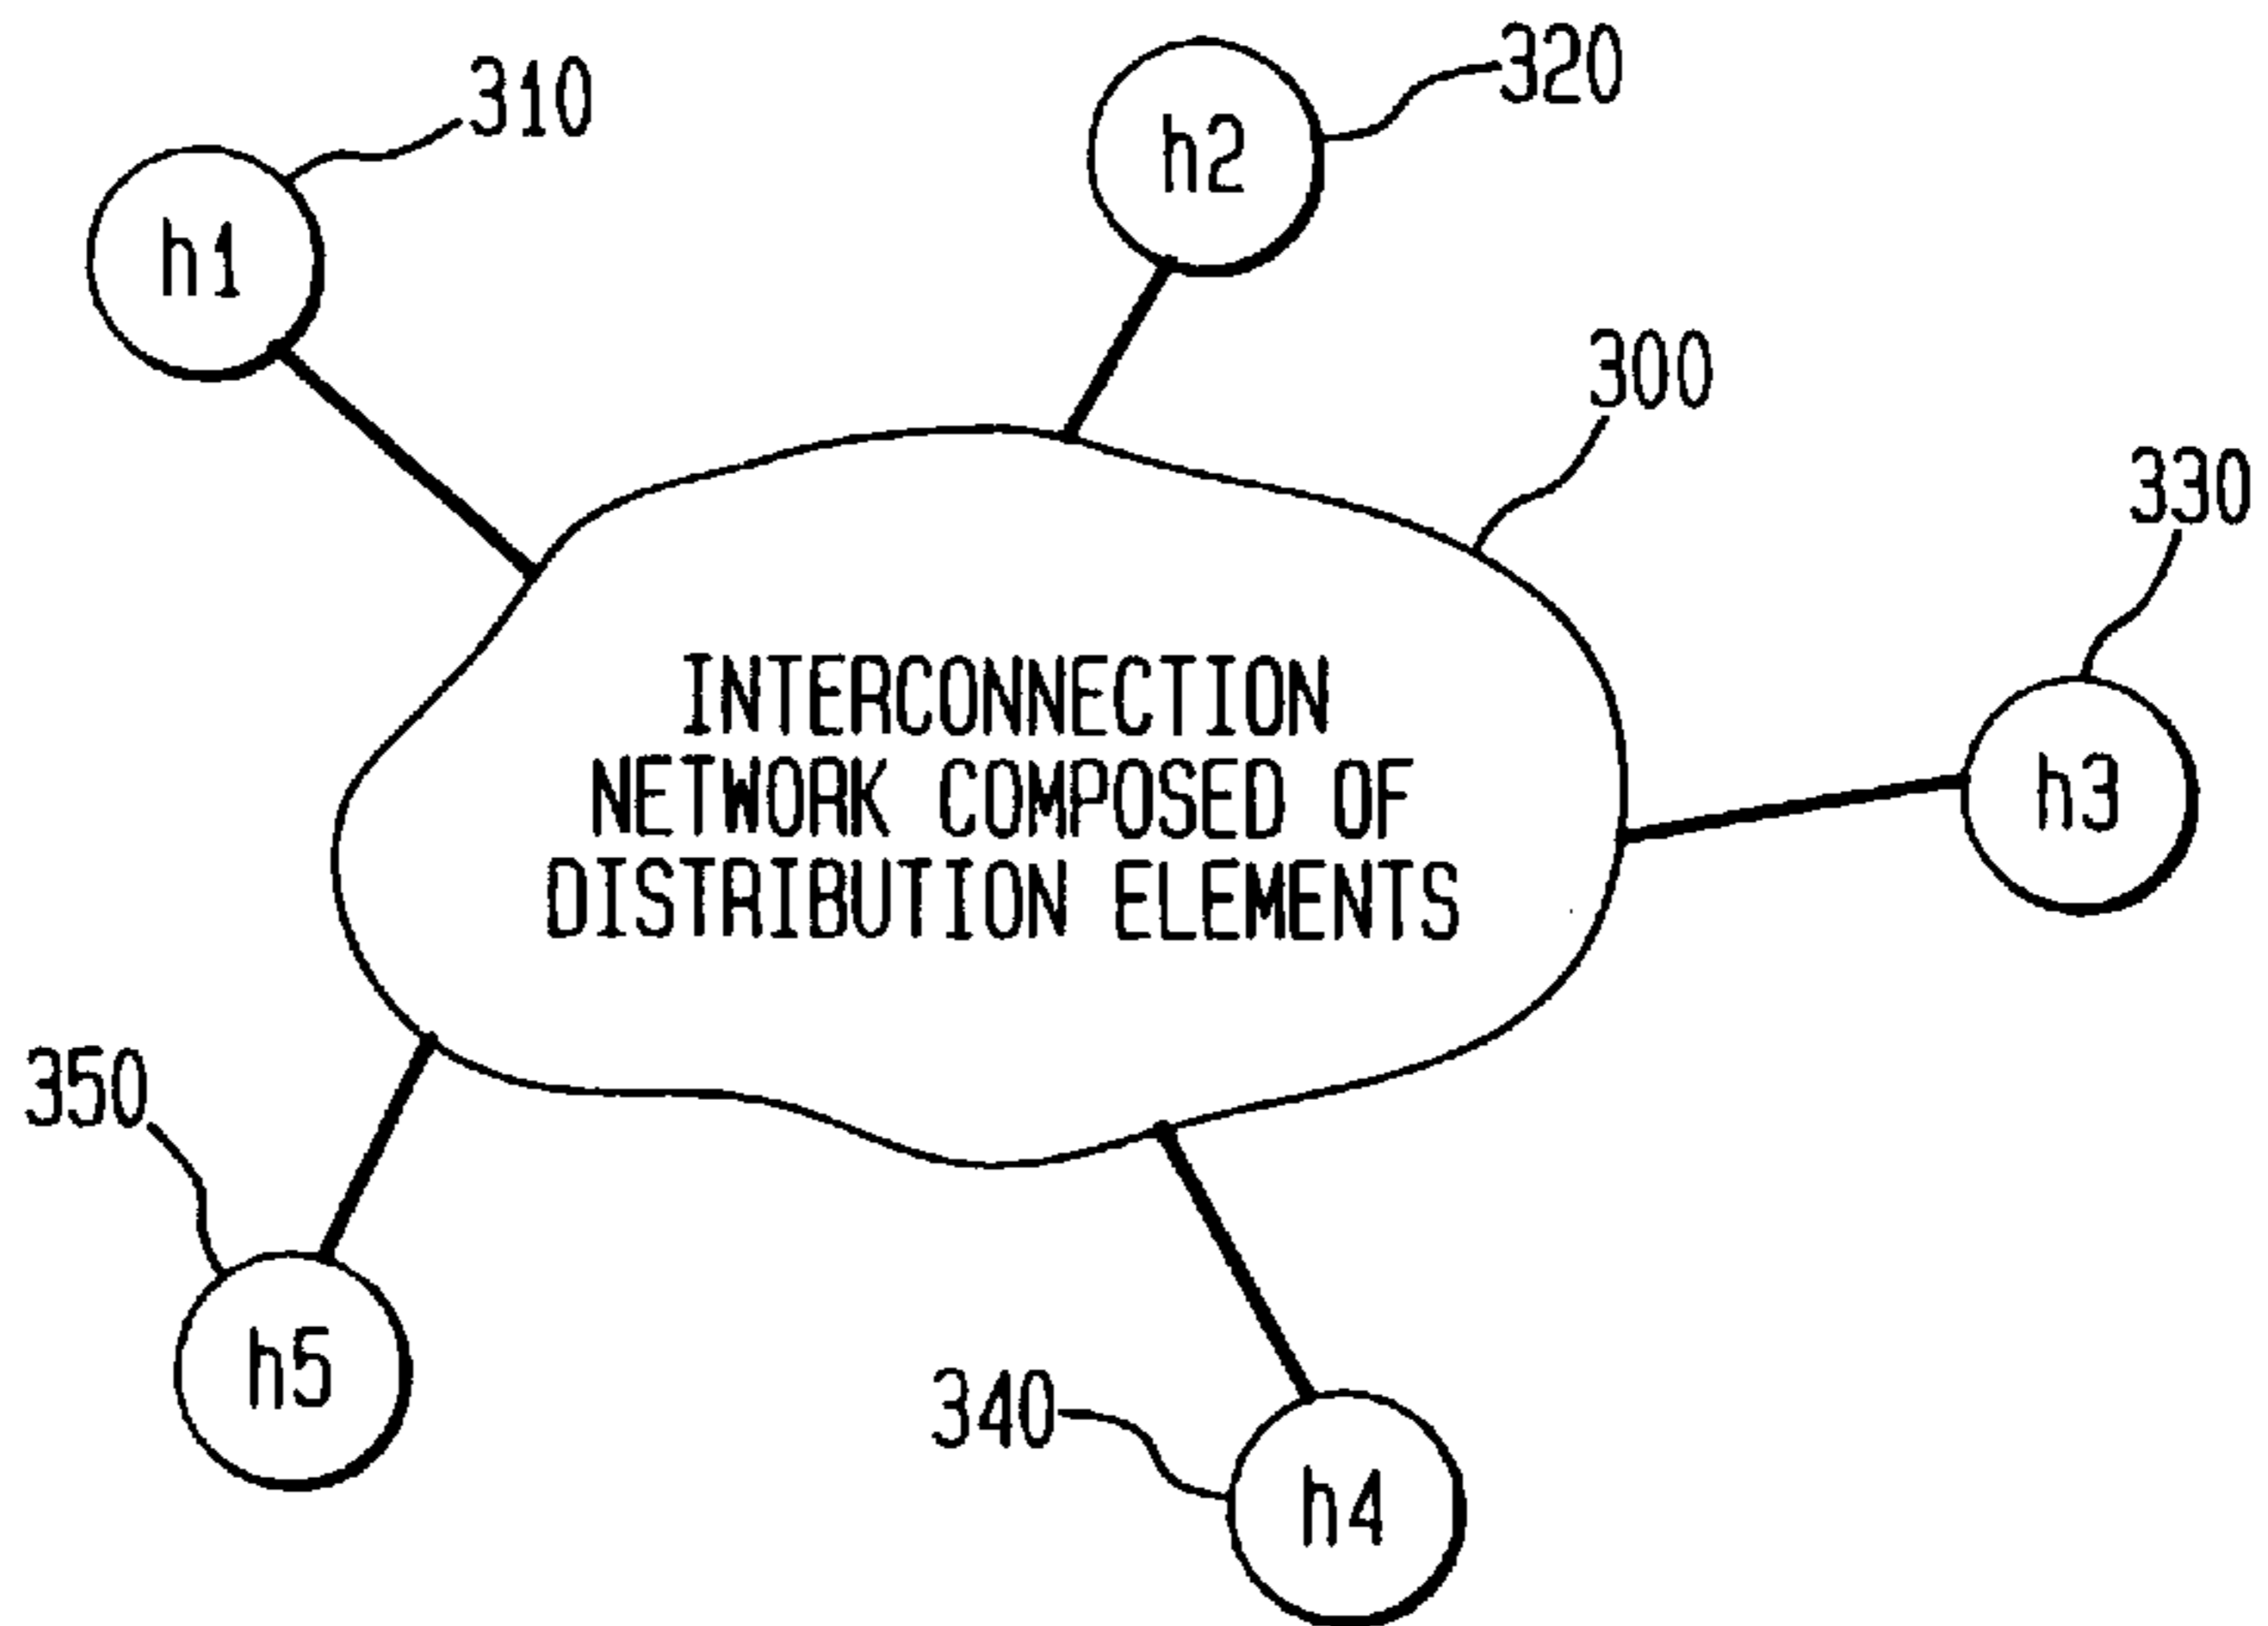 310
320
h2
h1
300
330
INTERCONNECTION
NETWORK COMPOSED OF
DISTRIBUTION ELEMENTS
h3
350
h5
340
h4